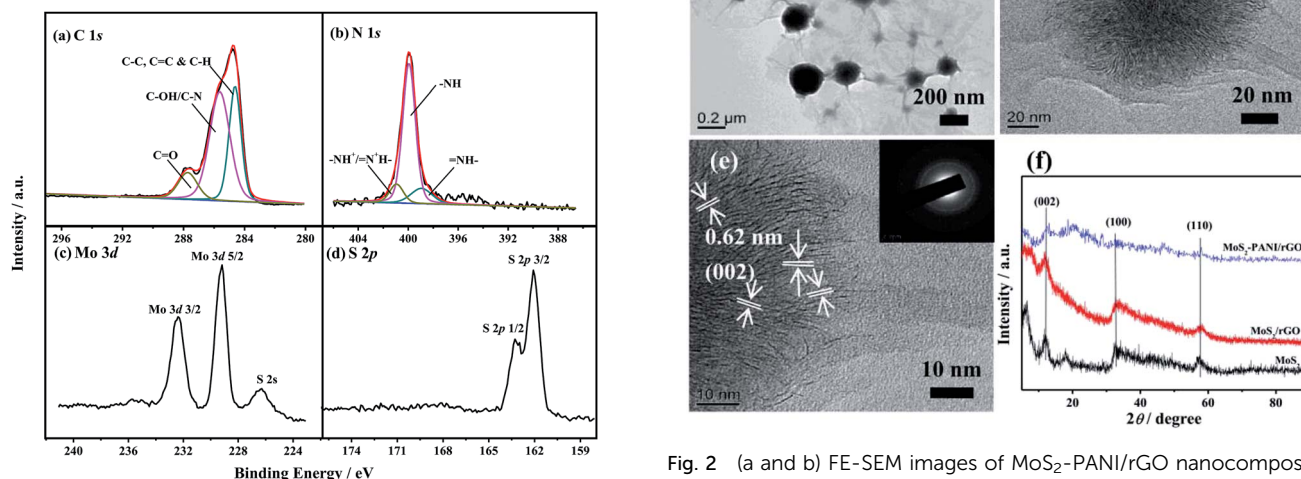 Intensity / a.u.
(a) C 1s
C-C, C=C & C-H
C-OH/C-N
C=O
296 292 288 284 280
(b) N 1s
-NH
-NH⁺/=N⁺H-
=NH-
404 400 396 392 388
(c) Mo 3d
Mo 3d 5/2
Mo 3d 3/2
S 2s
240 236 232 228 224
(d) S 2p
S 2p 3/2
S 2p 1/2
175 171 166 162 157
Binding Energy / eV
0.2 μm
200 nm
20 nm
20 nm
(e)
0.62 nm
(002)
10 nm
10 nm
(f)
(002)
(100)
(110)
MoS₂-PANI/rGO
MoS₂/rGO
MoS₂
Intensity / a.u.
20 40 60 80
2θ / degree
Fig. 2 (a and b) FE-SEM images of MoS₂-PANI/rGO nanocompos